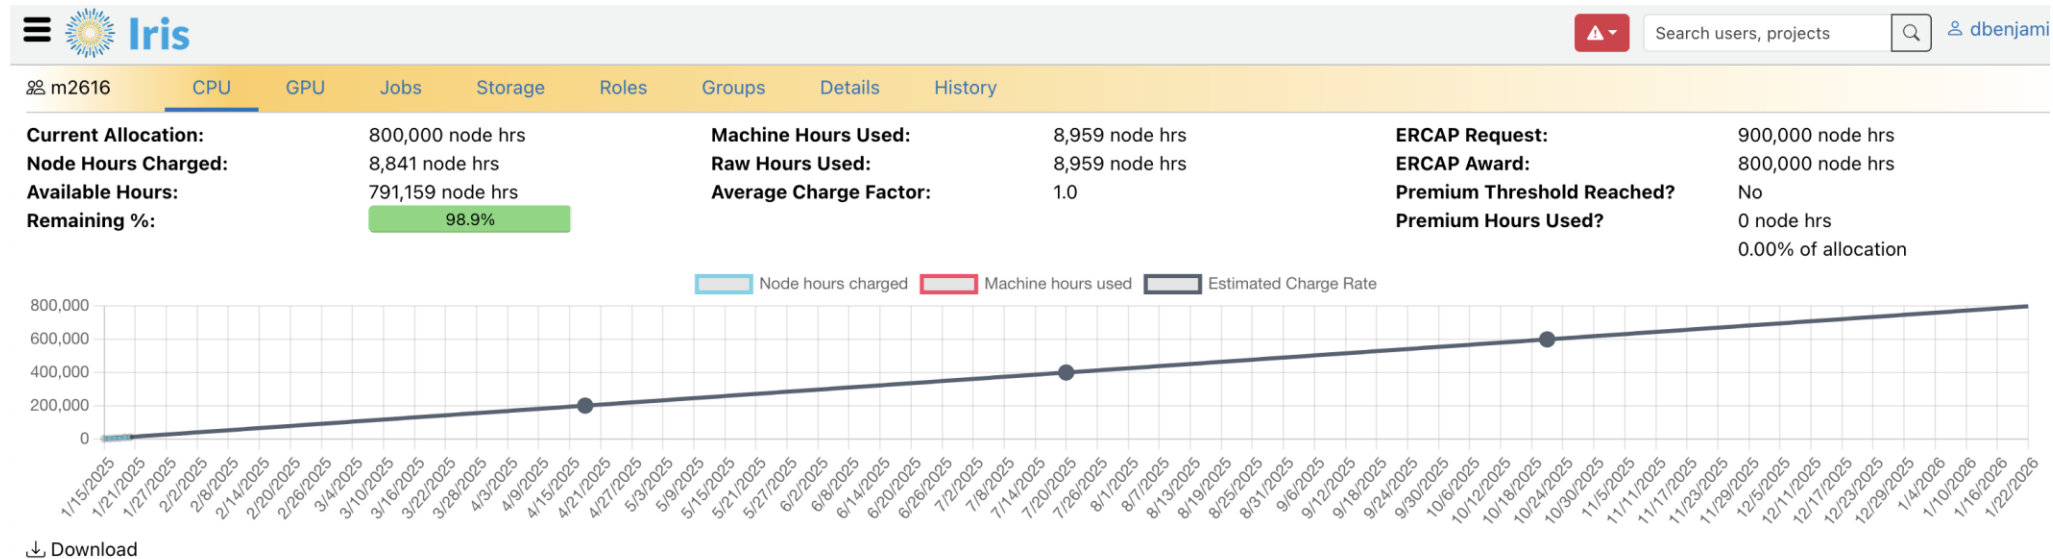 Iris
Search users, projects
dbenjami
m2616 CPU GPU Jobs Storage Roles Groups Details History
Current Allocation: 800,000 node hrs Machine Hours Used: 8,959 node hrs ERCAP Request: 900,000 node hrs
Node Hours Charged: 8,841 node hrs Raw Hours Used: 8,959 node hrs ERCAP Award: 800,000 node hrs
Available Hours: 791,159 node hrs Average Charge Factor: 1.0 Premium Threshold Reached? No
Remaining %: 98.9% Premium Hours Used? 0 node hrs
0.00% of allocation
Node hours charged Machine hours used Estimated Charge Rate
800,000
600,000
400,000
200,000
0
1/15/2025 1/21/2025 1/27/2025 2/2/2025 2/8/2025 2/14/2025 2/20/2025 2/26/2025 3/4/2025 3/10/2025 3/16/2025 3/22/2025 3/28/2025 4/3/2025 4/9/2025 4/15/2025 4/21/2025 4/27/2025 5/3/2025 5/9/2025 5/15/2025 5/21/2025 5/27/2025 6/2/2025 6/8/2025 6/14/2025 6/20/2025 6/26/2025 7/2/2025 7/8/2025 7/14/2025 7/20/2025 7/26/2025 8/1/2025 8/7/2025 8/13/2025 8/19/2025 8/25/2025 8/31/2025 9/6/2025 9/12/2025 9/18/2025 9/24/2025 9/30/2025 10/6/2025 10/12/2025 10/18/2025 10/24/2025 10/30/2025 11/5/2025 11/11/2025 11/17/2025 11/23/2025 11/29/2025 12/5/2025 12/11/2025 12/17/2025 12/23/2025 12/29/2025 1/4/2026 1/10/2026 1/16/2026 1/22/2026
Download